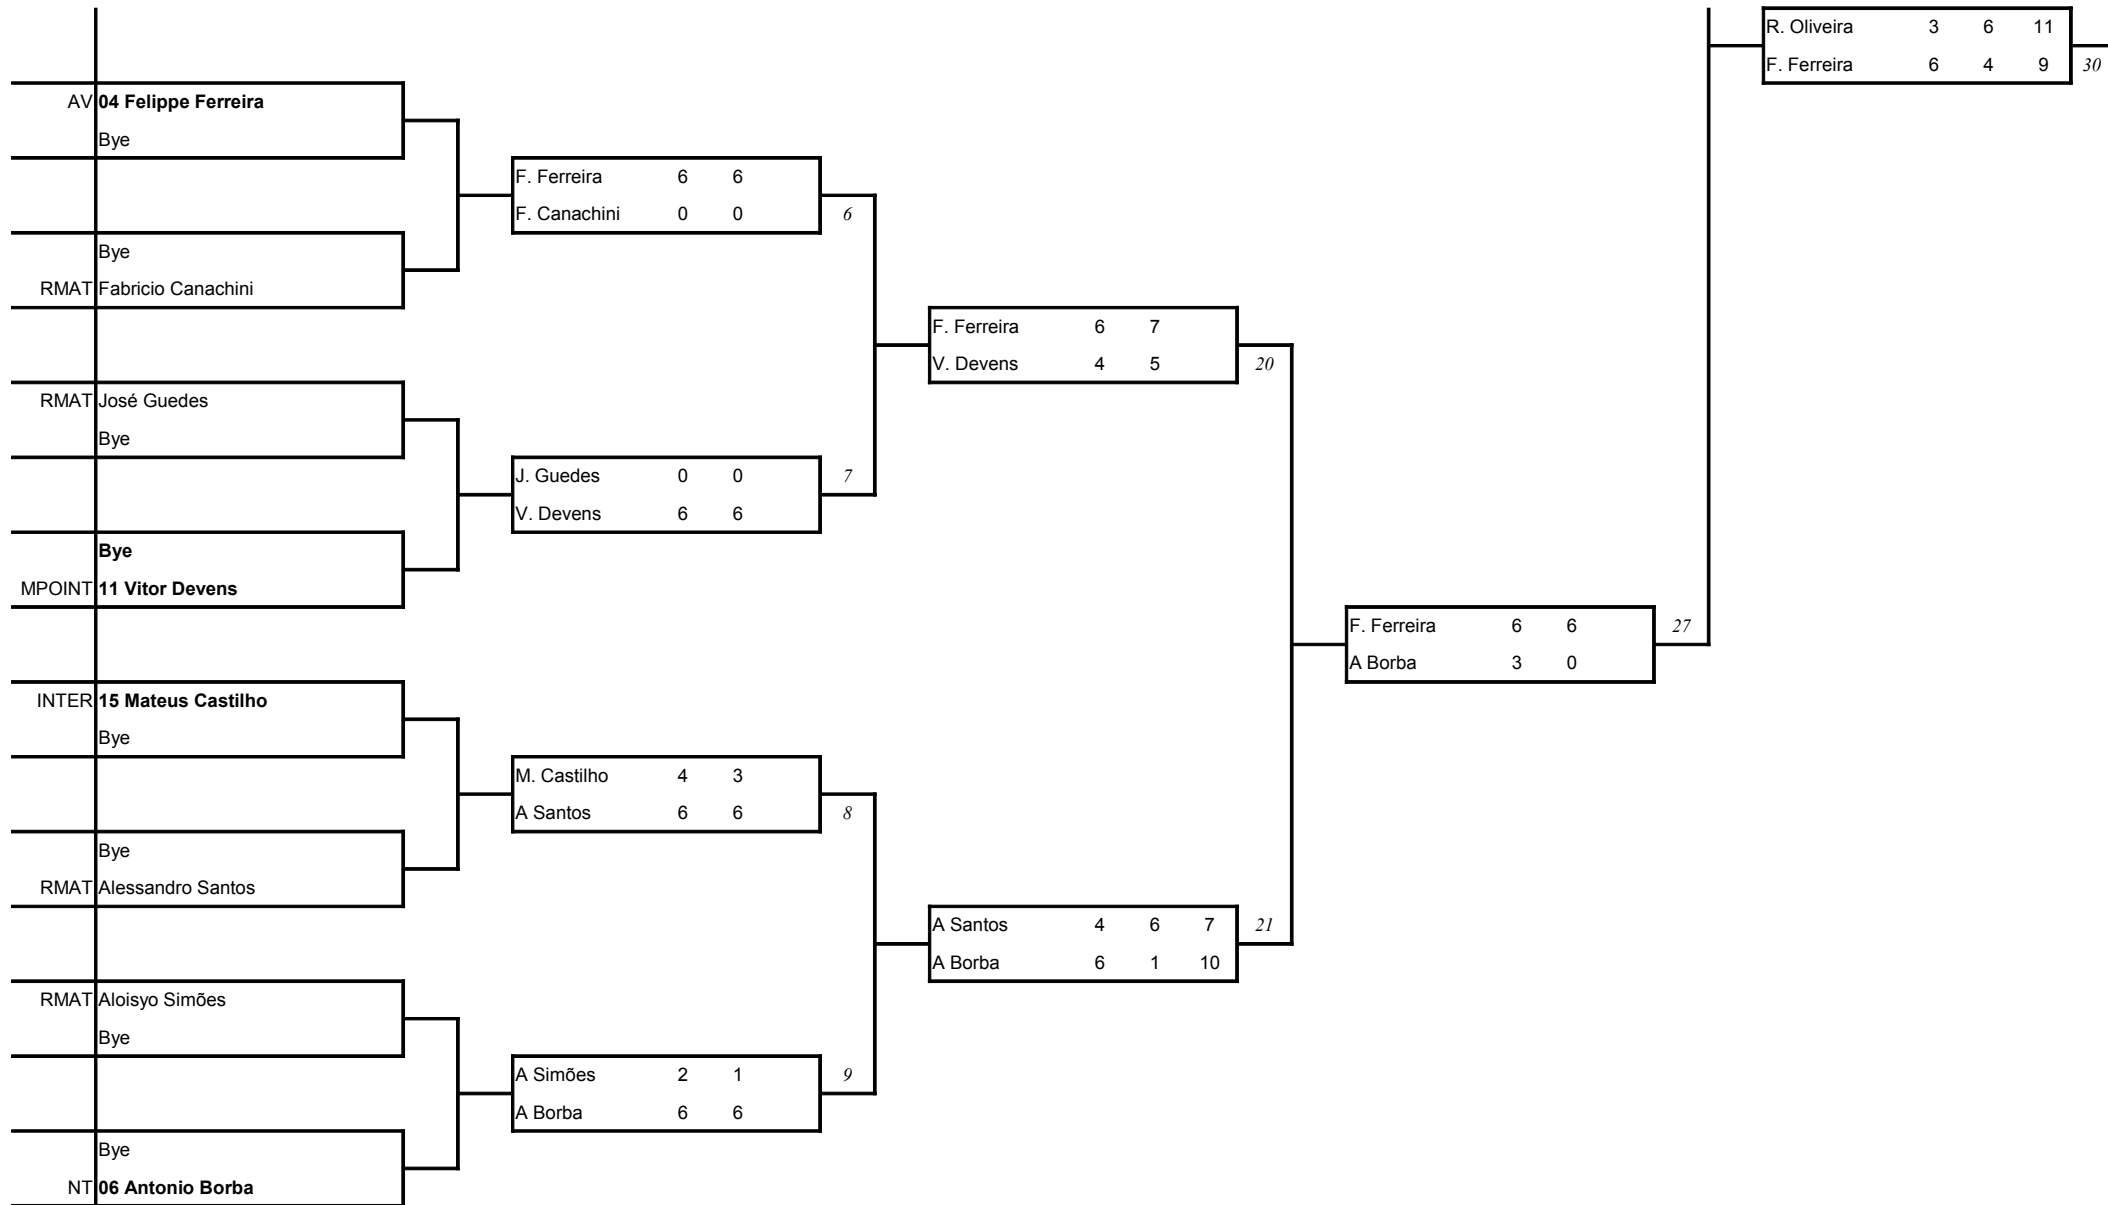 R. Oliveira 3 6 11
F. Ferreira 6 4 9 30
AV 04 Felippe Ferreira
Bye
F. Ferreira 6 6
F. Canachini 0 0 6
Bye
RMAT Fabricio Canachini
F. Ferreira 6 7
V. Devens 4 5 20
RMAT José Guedes
Bye
J. Guedes 0 0 7
V. Devens 6 6
Bye
MPOINT 11 Vitor Devens
F. Ferreira 6 6 27
A Borba 3 0
INTER 15 Mateus Castilho
Bye
M. Castilho 4 3
A Santos 6 6 8
Bye
RMAT Alessandro Santos
A Santos 4 6 7 21
A Borba 6 1 10
RMAT Aloisyo Simões
Bye
A Simões 2 1 9
A Borba 6 6
Bye
NT 06 Antonio Borba